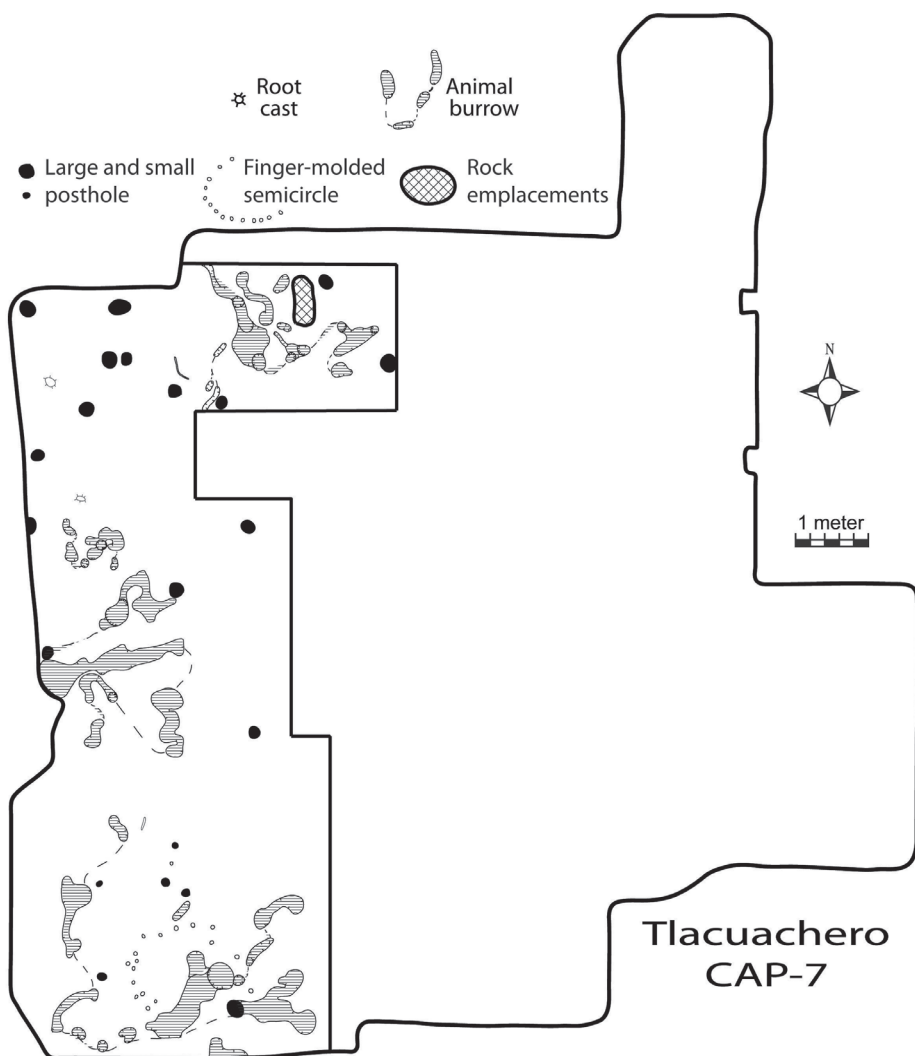 Root
cast
Animal
burrow
Large and small
posthole
Finger-molded
semicircle
Rock
emplacements
N
1 meter
Tlacuachero
CAP-7